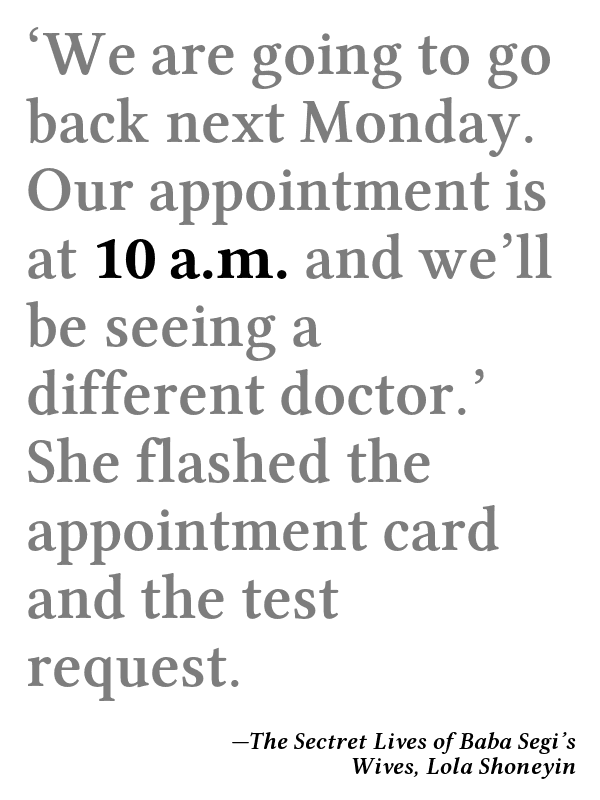 ‘We are going to go
back next Monday.
Our appointment is
at 10 a.m. and we’ll
be seeing a
different doctor.’
She flashed the
appointment card
and the test
request.
—The Sectret Lives of Baba Segi’s
Wives, Lola Shoneyin